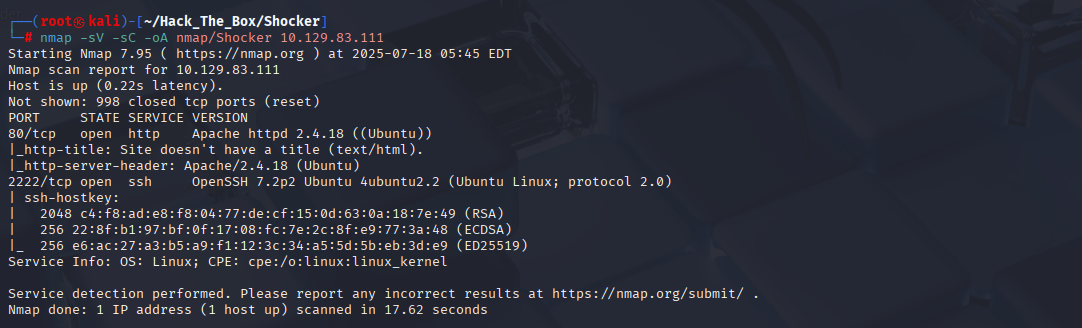 ┌──(root㉿kali)-[~/Hack_The_Box/Shocker]
└─# nmap -sV -sC -oA nmap/Shocker 10.129.83.111
Starting Nmap 7.95 ( https://nmap.org ) at 2025-07-18 05:45 EDT
Nmap scan report for 10.129.83.111
Host is up (0.22s latency).
Not shown: 998 closed tcp ports (reset)
PORT     STATE SERVICE VERSION
80/tcp   open  http    Apache httpd 2.4.18 ((Ubuntu))
|_http-title: Site doesn't have a title (text/html).
|_http-server-header: Apache/2.4.18 (Ubuntu)
2222/tcp open  ssh     OpenSSH 7.2p2 Ubuntu 4ubuntu2.2 (Ubuntu Linux; protocol 2.0)
| ssh-hostkey:
|   2048 c4:f8:ad:e8:f8:04:77:de:cf:15:0d:63:0a:18:7e:49 (RSA)
|   256 22:8f:b1:97:bf:0f:17:08:fc:7e:2c:8f:e9:77:3a:48 (ECDSA)
|_  256 e6:ac:27:a3:b5:a9:f1:12:3c:34:a5:5d:5b:eb:3d:e9 (ED25519)
Service Info: OS: Linux; CPE: cpe:/o:linux:linux_kernel

Service detection performed. Please report any incorrect results at https://nmap.org/submit/ .
Nmap done: 1 IP address (1 host up) scanned in 17.62 seconds